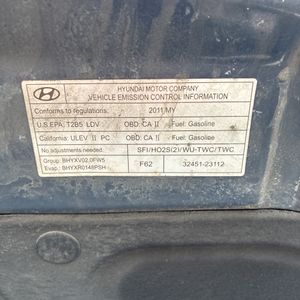 HYUNDAI MOTOR COMPANY
VEHICLE EMISSION CONTROL INFORMATION
Conforms to regulations: 2011 MY
U.S EPA: T2B5 LDV OBD: CA II Fuel: Gasoline
California: ULEV II PC OBD: CA II Fuel: Gasoline
No adjustments needed. SFI/HO2S(2)/WU-TWC/TWC
Group: BHYXV02.0FW5 F62 32451-23112
Evap: BHYXR0148PSH